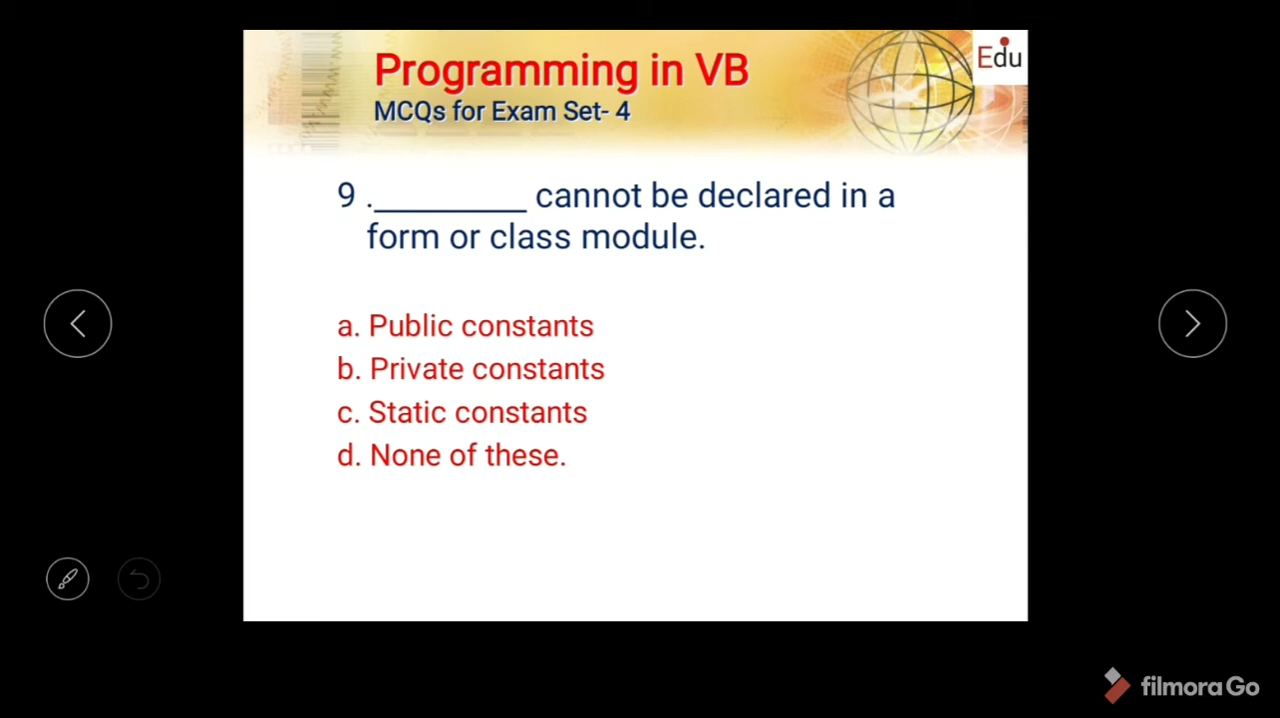 Programming in VB
Edu
MCQs for Exam Set- 4
9 ._________ cannot be declared in a
form or class module.
a. Public constants
b. Private constants
c. Static constants
d. None of these.
filmoraGo